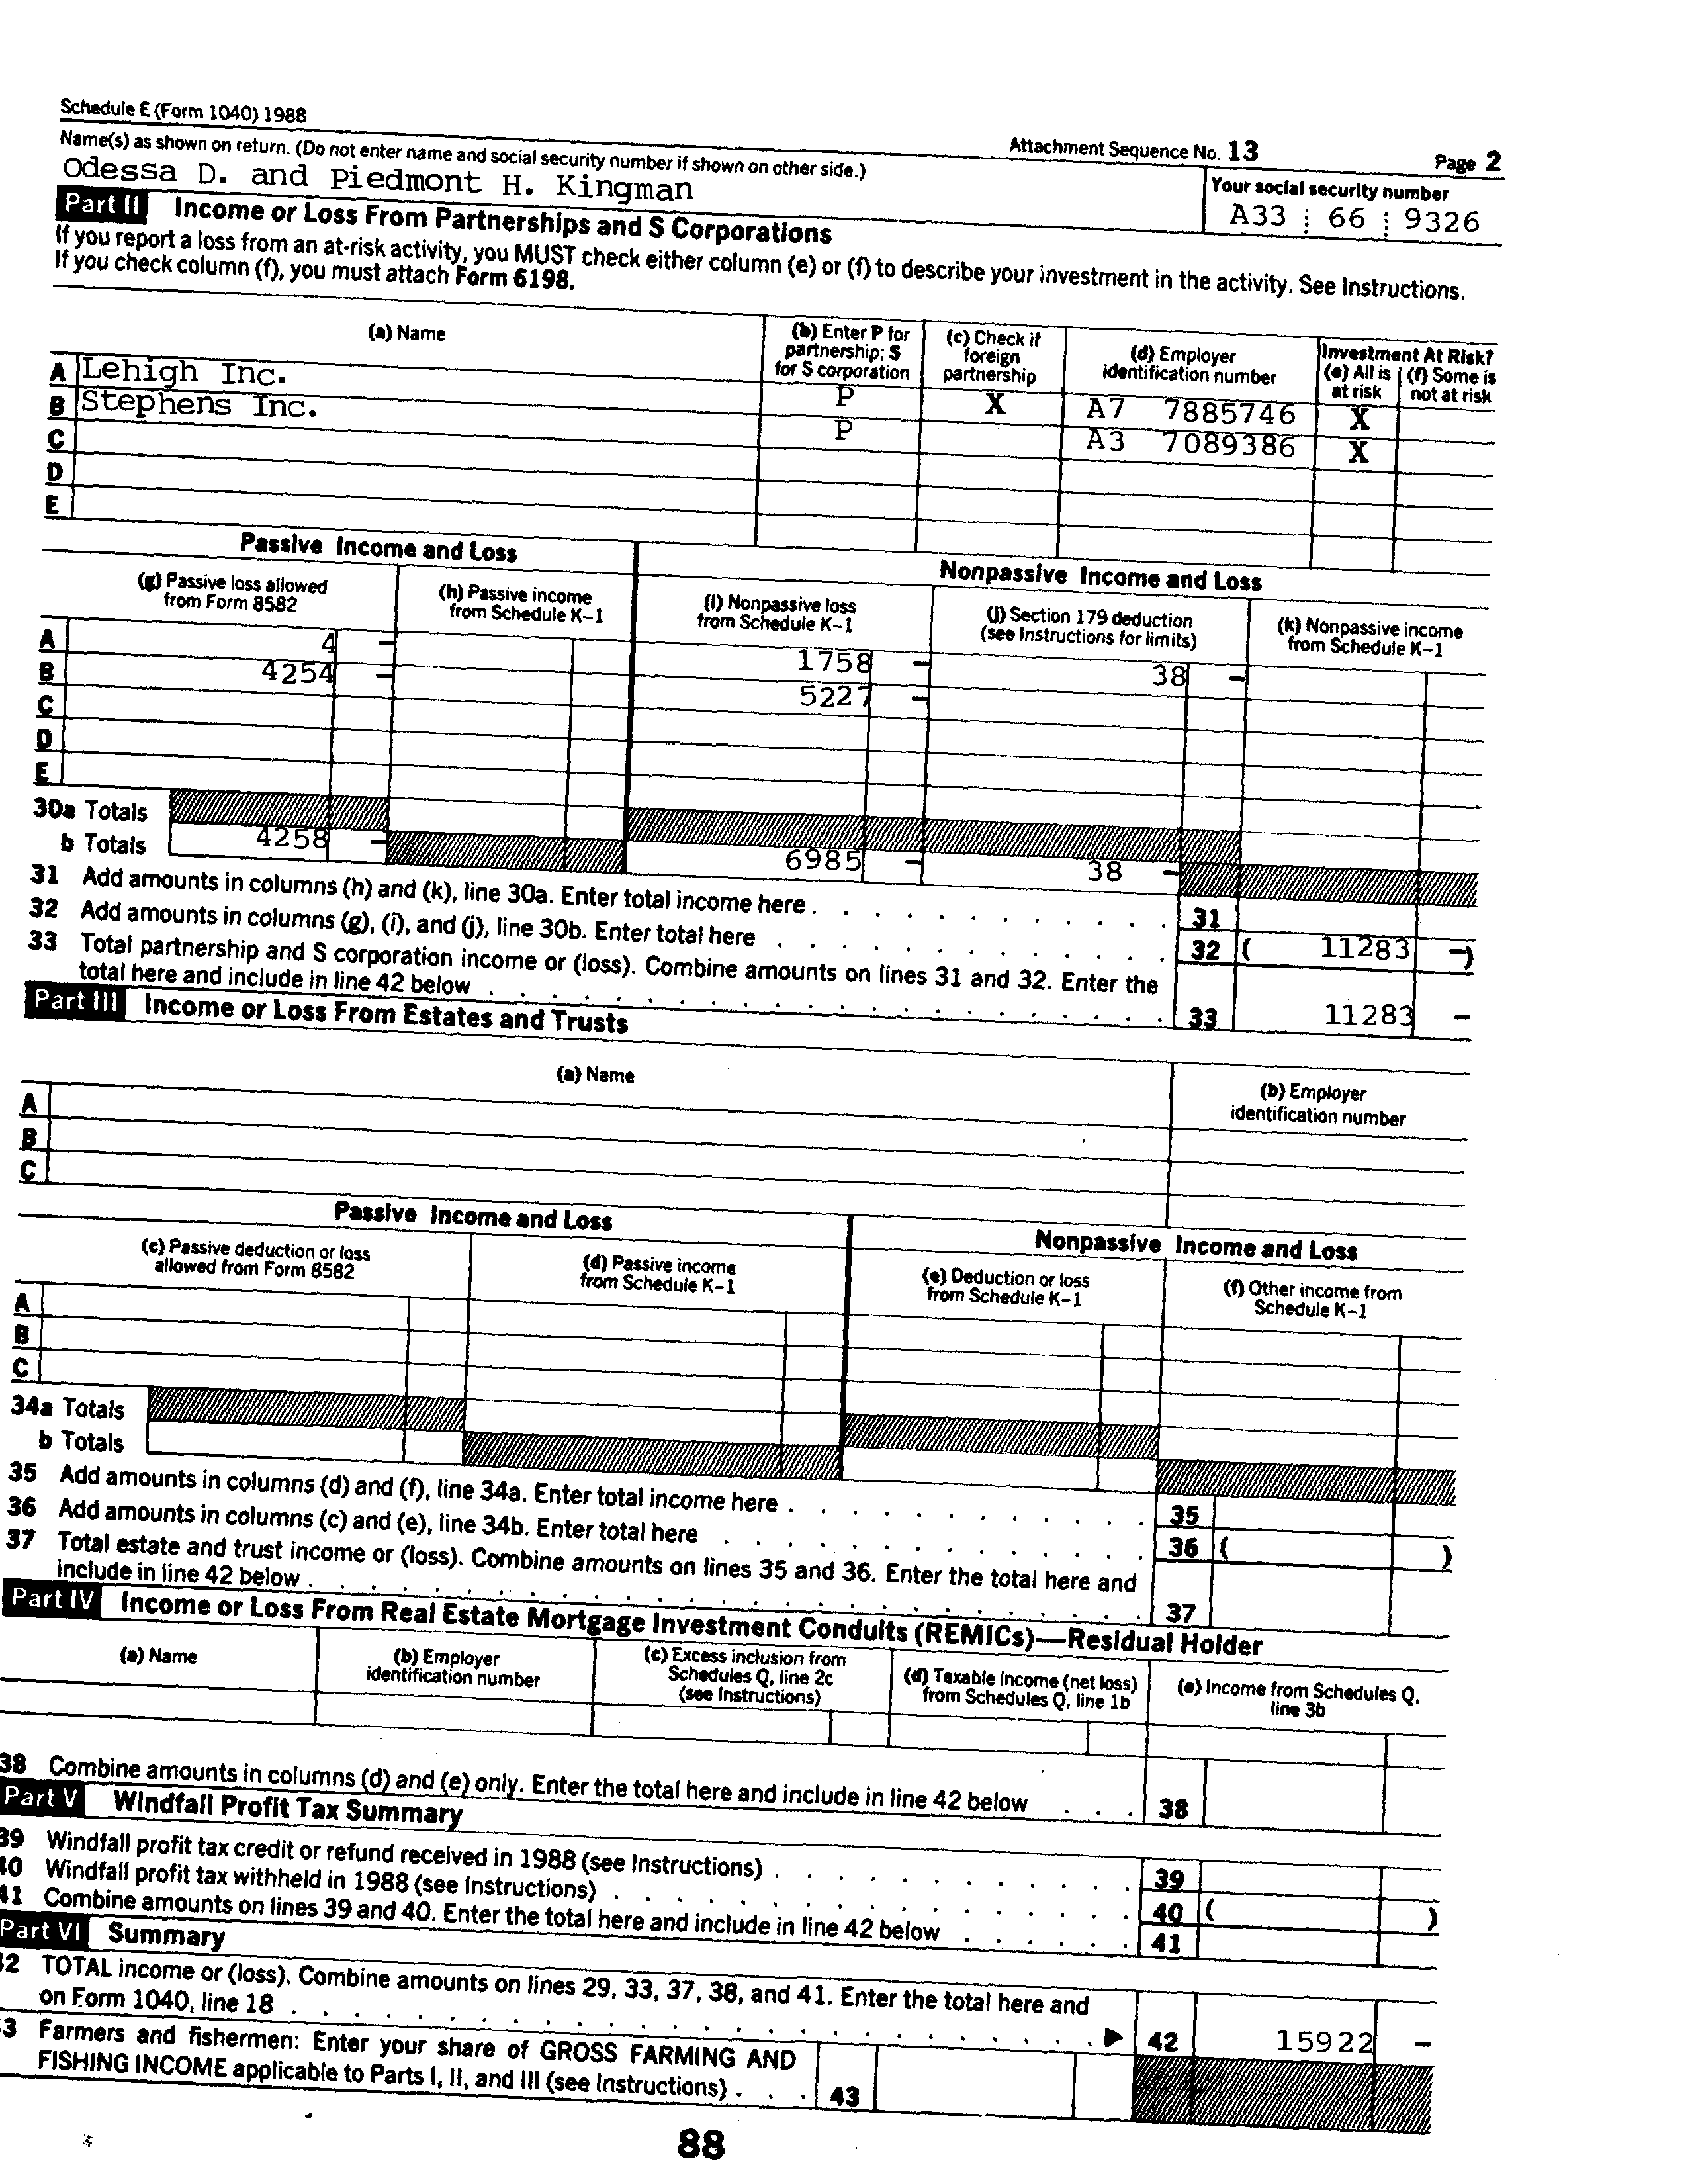 Schedule E (Form 1040) 1988
Attachment Sequence No. 13
Page 2
Name(s) as shown on return. (Do not enter name and social security number if shown on other side.)
Your social security number
Odessa D. and Piedmont H. Kingman
A33 66 9326
Part II Income or Loss From Partnerships and S Corporations
If you report a loss from an at-risk activity, you MUST check either column (e) or (f) to describe your investment in the activity. See Instructions.
If you check column (f), you must attach Form 6198.
(a) Name
(b) Enter P for partnership; S for S corporation
(c) Check if foreign partnership
(d) Employer identification number
Investment At Risk?
(e) All is at risk
(f) Some is not at risk
A Lehigh Inc. P X A7 7885746 X
B Stephens Inc. P A3 7089386 X
C
D
E
Passive Income and Loss
Nonpassive Income and Loss
(g) Passive loss allowed from Form 8582
(h) Passive income from Schedule K-1
(i) Nonpassive loss from Schedule K-1
(j) Section 179 deduction (see Instructions for limits)
(k) Nonpassive income from Schedule K-1
A 4 - 1758 - 38 -
B 4254 - 5227 -
C
D
E
30a Totals
b Totals 4258 - 6985 - 38 -
31 Add amounts in columns (h) and (k), line 30a. Enter total income here . . . . . . . . . . . 31
32 Add amounts in columns (g), (i), and (j), line 30b. Enter total here . . . . . . . . . . . . 32 ( 11283 -)
33 Total partnership and S corporation income or (loss). Combine amounts on lines 31 and 32. Enter the
total here and include in line 42 below . . . . . . . . . . . . . . . . . . 33 11283 -
Part III Income or Loss From Estates and Trusts
(a) Name
(b) Employer identification number
A
B
C
Passive Income and Loss
Nonpassive Income and Loss
(c) Passive deduction or loss allowed from Form 8582
(d) Passive income from Schedule K-1
(e) Deduction or loss from Schedule K-1
(f) Other income from Schedule K-1
A
B
C
34a Totals
b Totals
35 Add amounts in columns (d) and (f), line 34a. Enter total income here . . . . . . . . . . . 35
36 Add amounts in columns (c) and (e), line 34b. Enter total here . . . . . . . . . . . . 36 ( )
37 Total estate and trust income or (loss). Combine amounts on lines 35 and 36. Enter the total here and
include in line 42 below . . . . . . . . . . . . . . . . . . . . . . 37
Part IV Income or Loss From Real Estate Mortgage Investment Conduits (REMICs)—Residual Holder
(a) Name
(b) Employer identification number
(c) Excess inclusion from Schedules Q, line 2c (see Instructions)
(d) Taxable income (net loss) from Schedules Q, line 1b
(e) Income from Schedules Q, line 3b
38 Combine amounts in columns (d) and (e) only. Enter the total here and include in line 42 below . . . 38
Part V Windfall Profit Tax Summary
39 Windfall profit tax credit or refund received in 1988 (see Instructions) . . . . . . . . . . . 39
40 Windfall profit tax withheld in 1988 (see Instructions) . . . . . . . . . . . . . . 40 ( )
41 Combine amounts on lines 39 and 40. Enter the total here and include in line 42 below . . . . . . 41
Part VI Summary
42 TOTAL income or (loss). Combine amounts on lines 29, 33, 37, 38, and 41. Enter the total here and
on Form 1040, line 18 . . . . . . . . . . . . . . . . . . . . . . . ▶ 42 15922 -
43 Farmers and fishermen: Enter your share of GROSS FARMING AND
FISHING INCOME applicable to Parts I, II, and III (see Instructions) . . . 43
88